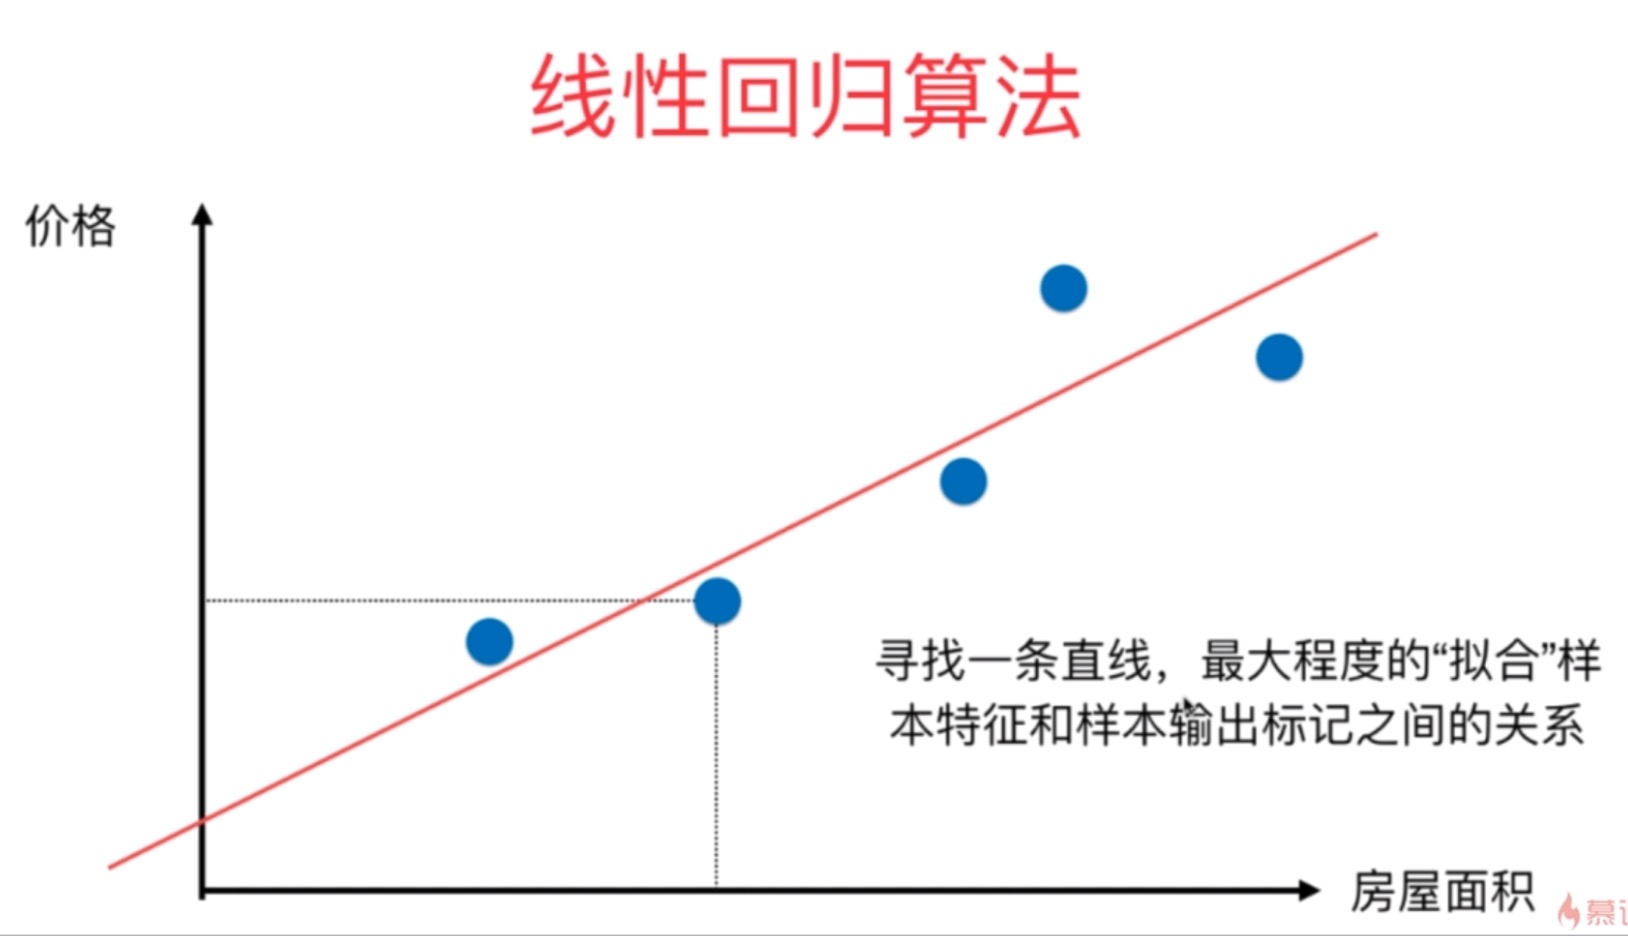 线性回归算法
价格
寻找一条直线，最大程度的“拟合”样
本特征和样本输出标记之间的关系
房屋面积
慕